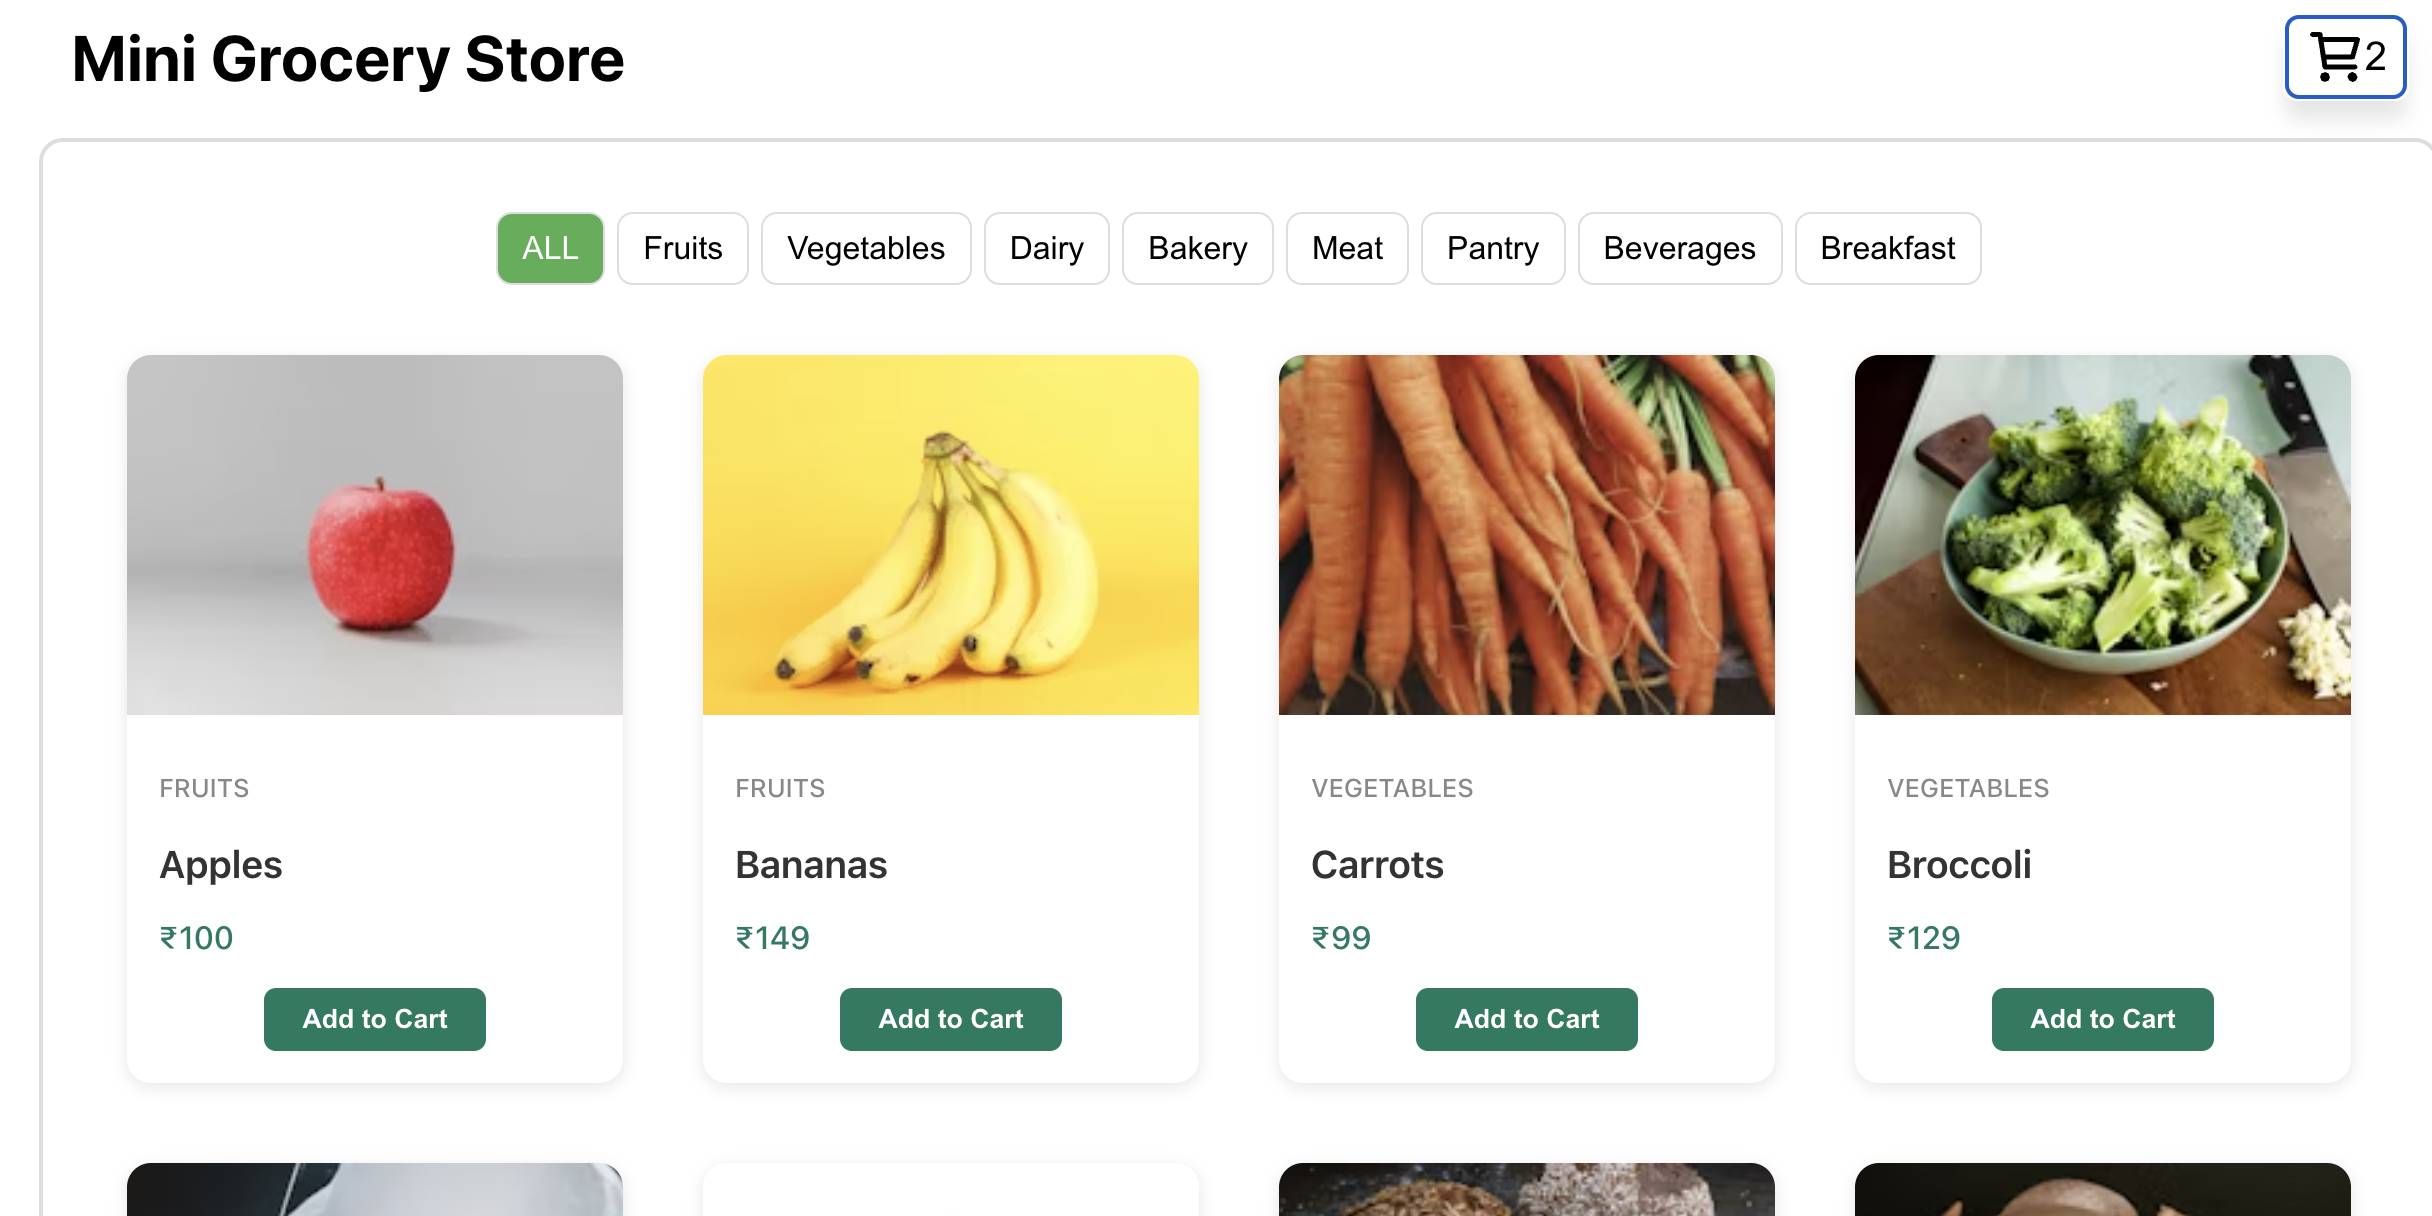 Mini Grocery Store
2
ALL Fruits Vegetables Dairy Bakery Meat Pantry Beverages Breakfast
FRUITS
Apples
₹100
Add to Cart
FRUITS
Bananas
₹149
Add to Cart
VEGETABLES
Carrots
₹99
Add to Cart
VEGETABLES
Broccoli
₹129
Add to Cart